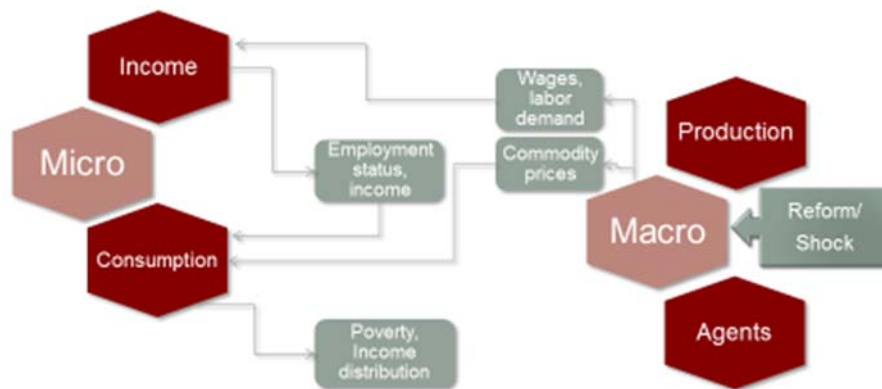 Income
Micro
Consumption
Employment
status,
income
Poverty,
Income
distribution
Wages,
labor
demand
Commodity
prices
Production
Macro
Agents
Reform/
Shock